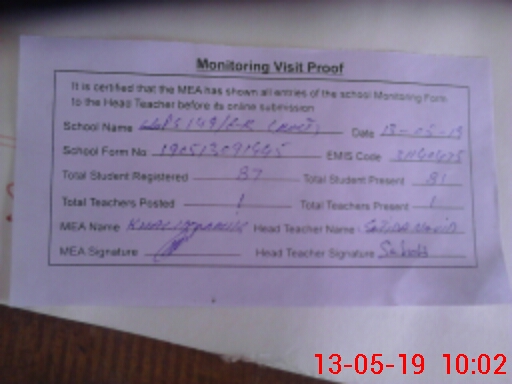 Monitoring Visit Proof
It is certified that the MEA has shown all entries of the school Monitoring Form
to the Head Teacher before its online submission
School Name Date 13-05-19
School Form No EMIS Code
Total Student Registered 87 Total Student Present 81
Total Teachers Posted 1 Total Teachers Present 1
MEA Name Head Teacher Name
MEA Signature Head Teacher Signature
13-05-19 10:02